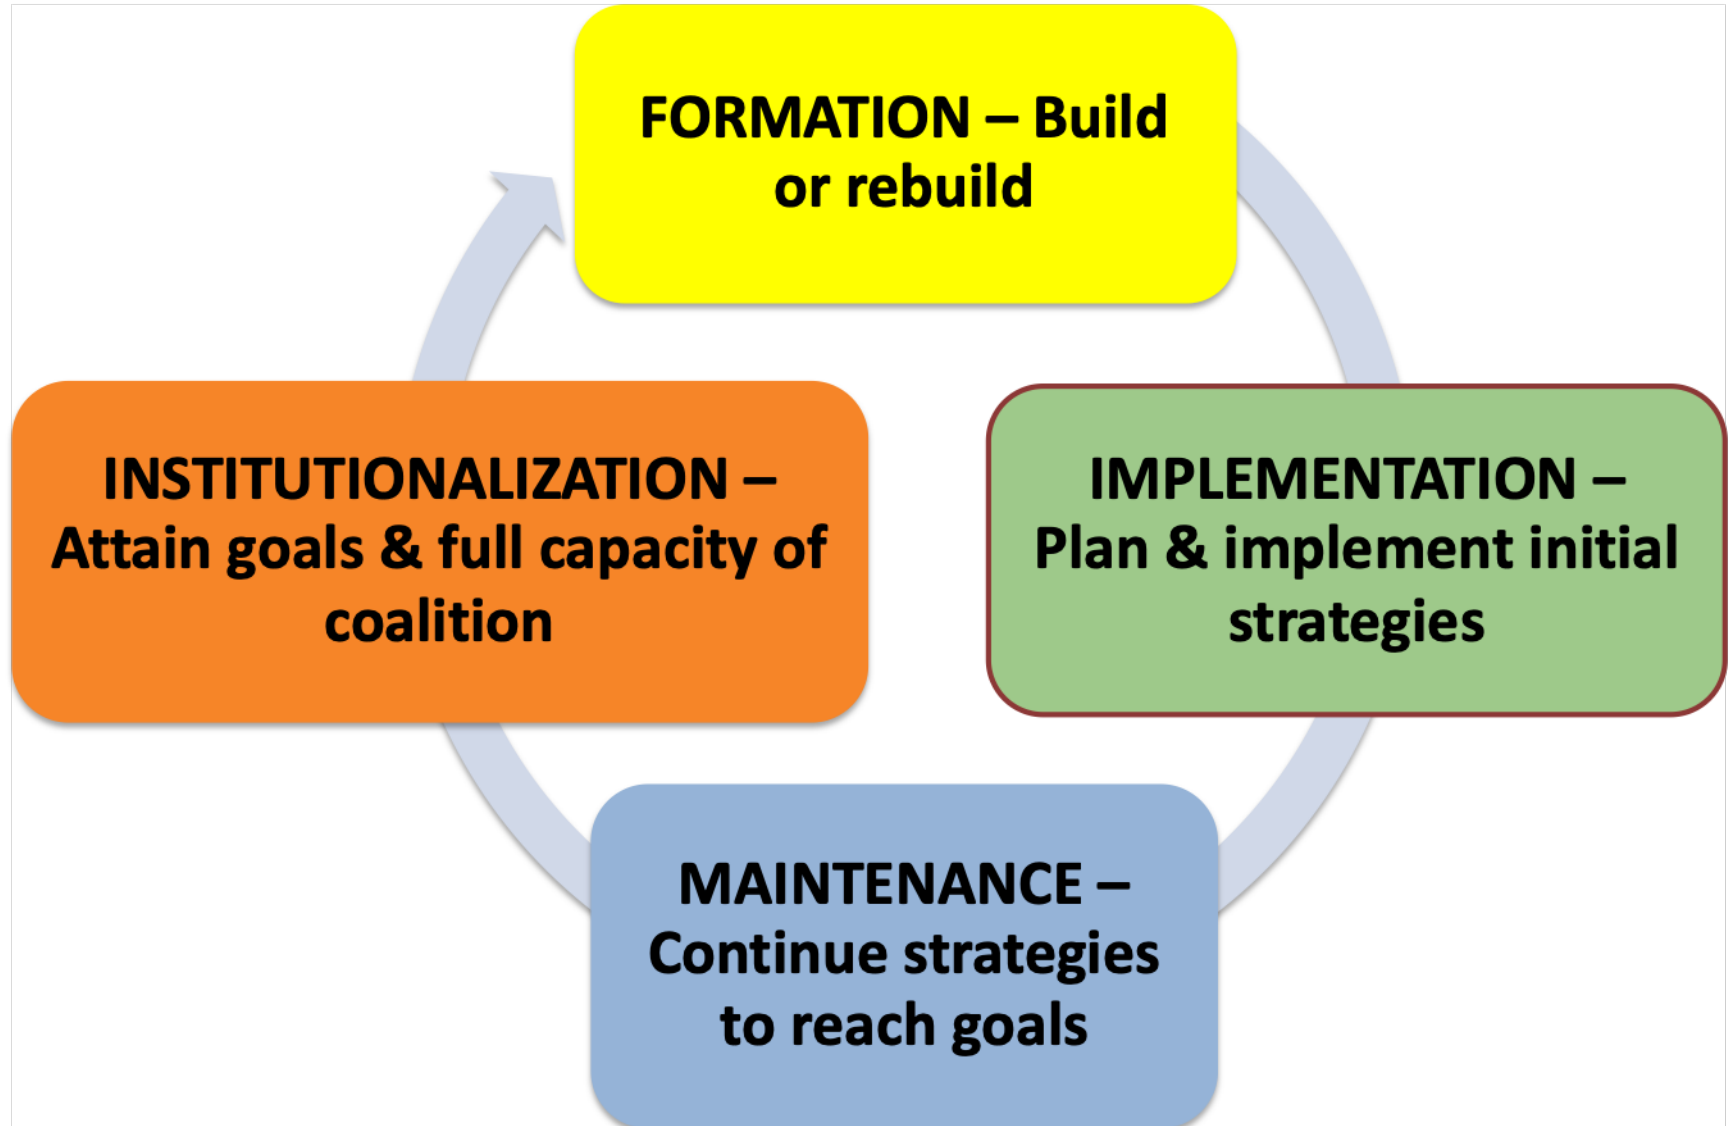 FORMATION – Build
or rebuild
IMPLEMENTATION –
Plan & implement initial
strategies
MAINTENANCE –
Continue strategies
to reach goals
INSTITUTIONALIZATION –
Attain goals & full capacity of
coalition